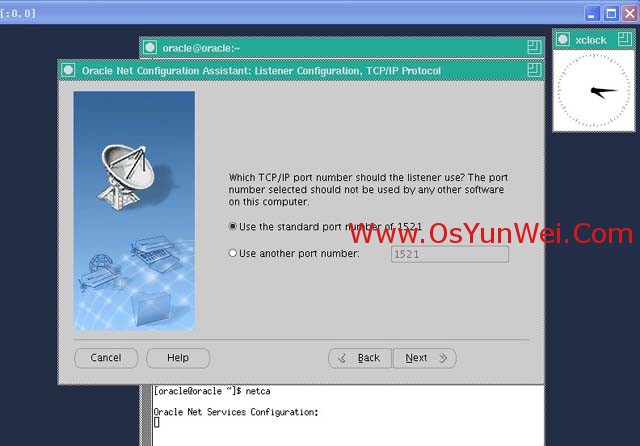 [:0.0]
oracle@oracle:~
xclock
Oracle Net Configuration Assistant: Listener Configuration, TCP/IP Protocol
Which TCP/IP port number should the listener use? The port
number selected should not be used by any other software
on this computer.
Use the standard port number of 1521
www.OsYunWei.Com
Use another port number:
1521
Cancel
Help
Back
Next
[oracle@oracle ~]$ netca
Oracle Net Services Configuration: